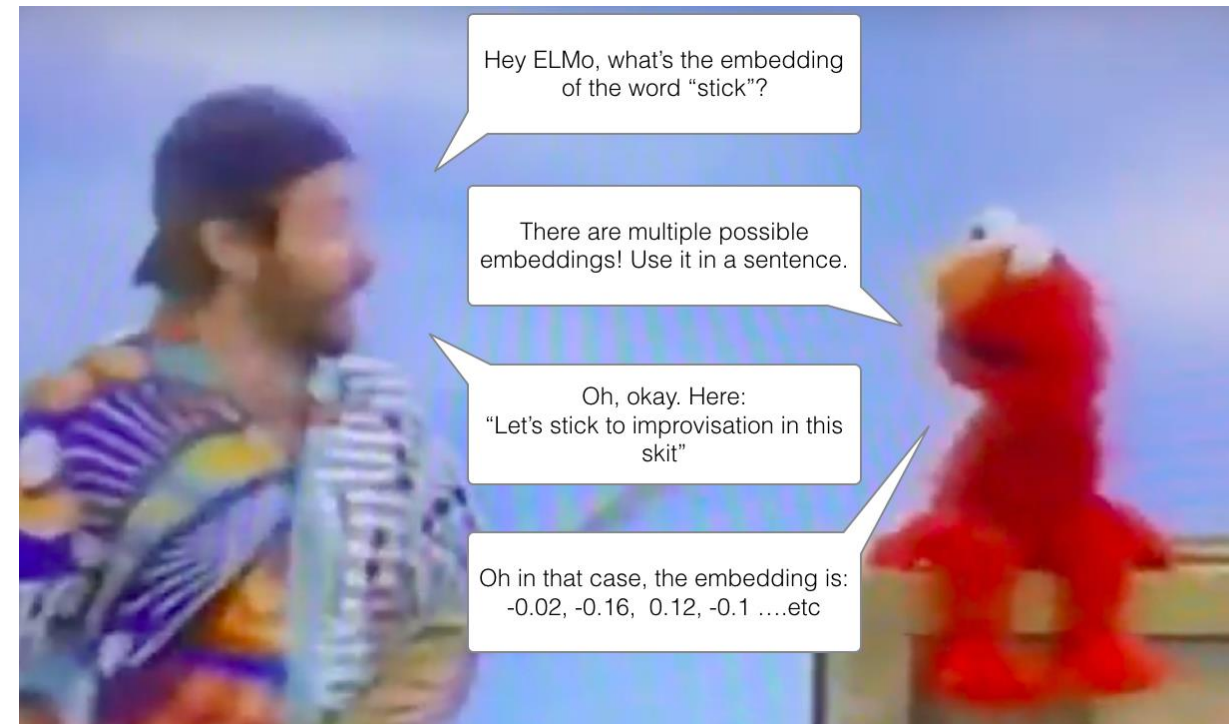 Hey ELMo, what’s the embedding
of the word “stick”?
There are multiple possible
embeddings! Use it in a sentence.
Oh, okay. Here:
“Let’s stick to improvisation in this
skit”
Oh in that case, the embedding is:
-0.02, -0.16, 0.12, -0.1 ….etc